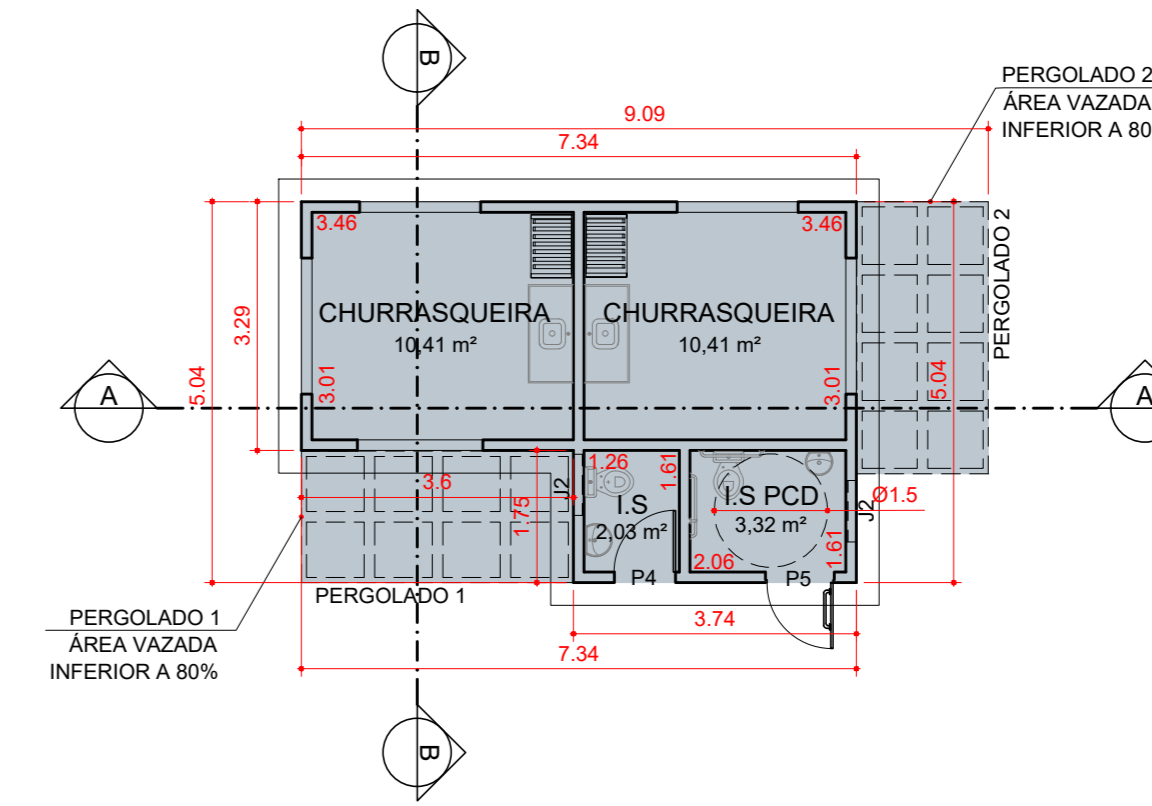 B
PERGOLADO 2
ÁREA VAZADA
INFERIOR A 80
9.09
7.34
3.46
3.46
PERGOLADO 2
CHURRASQUEIRA
10,41 m²
CHURRASQUEIRA
10,41 m²
3.29
5.04
3.01
3.01
5.04
A
A
1.26
1.61
3.6
J2
1.75
I.S
2,03 m²
I.S PCD
3,32 m²
Ø1.5
J2
2.06
1.61
P4
P5
PERGOLADO 1
PERGOLADO 1
ÁREA VAZADA
INFERIOR A 80%
3.74
7.34
B